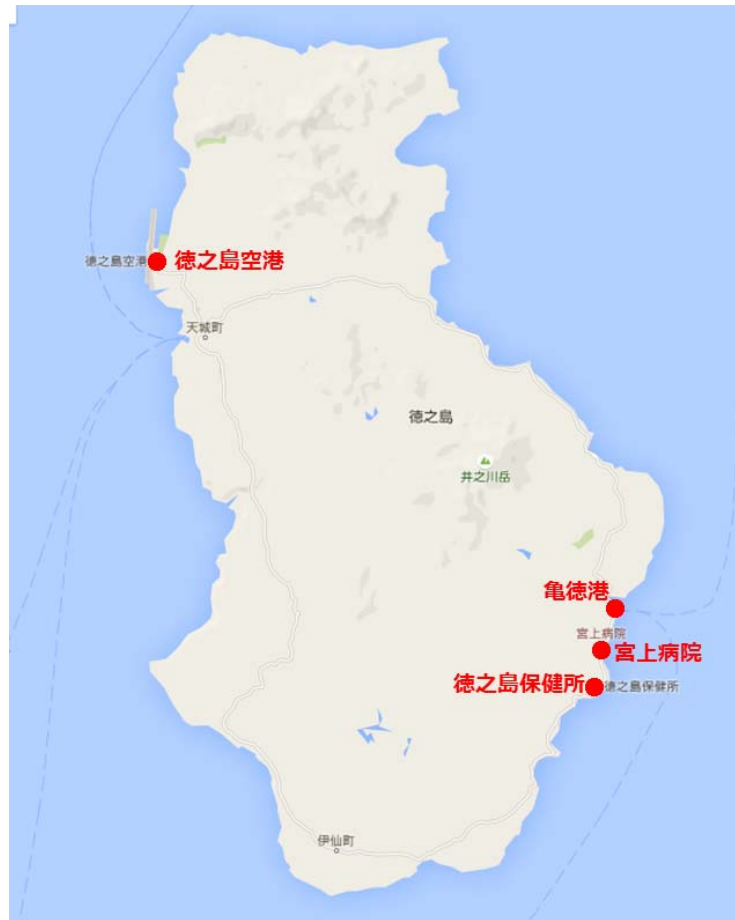 徳之島空港
徳之島空港
天城町
徳之島
井之川岳
亀徳港
宮上病院
宮上病院
徳之島保健所
徳之島保健所
伊仙町